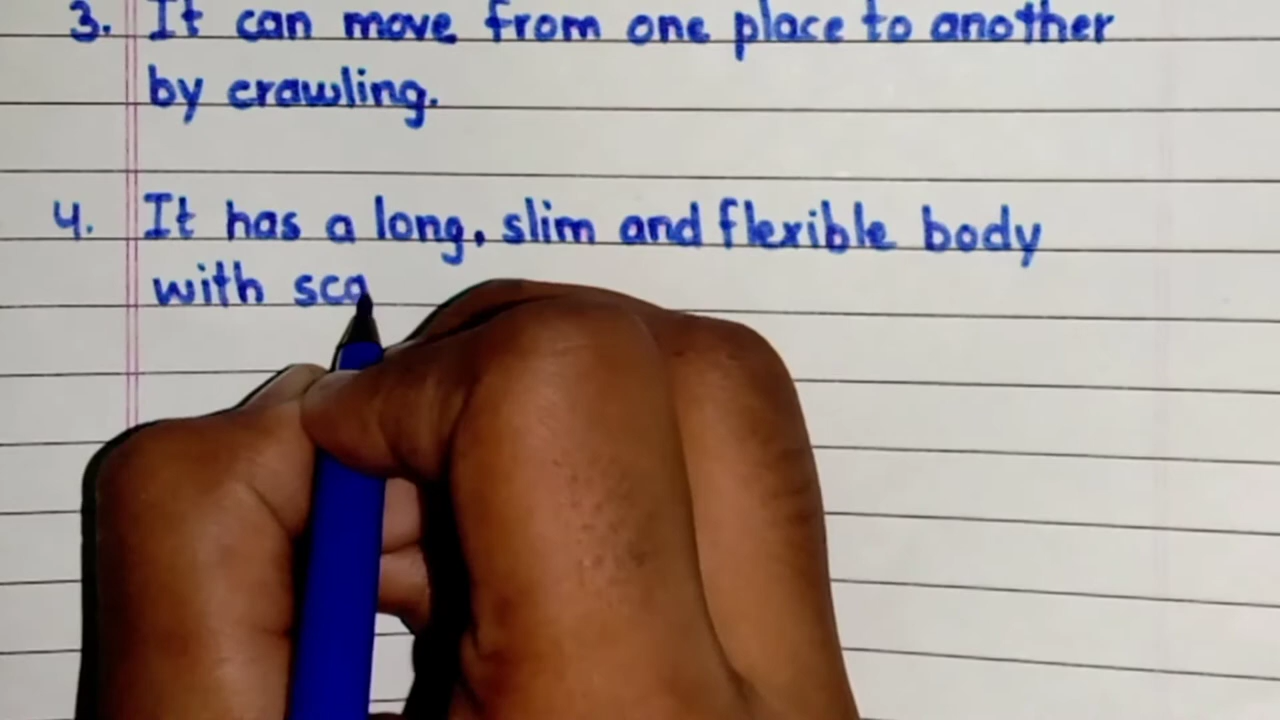 3. It can move from one place to another
by crawling.
4. It has a long, slim and flexible body
with sca